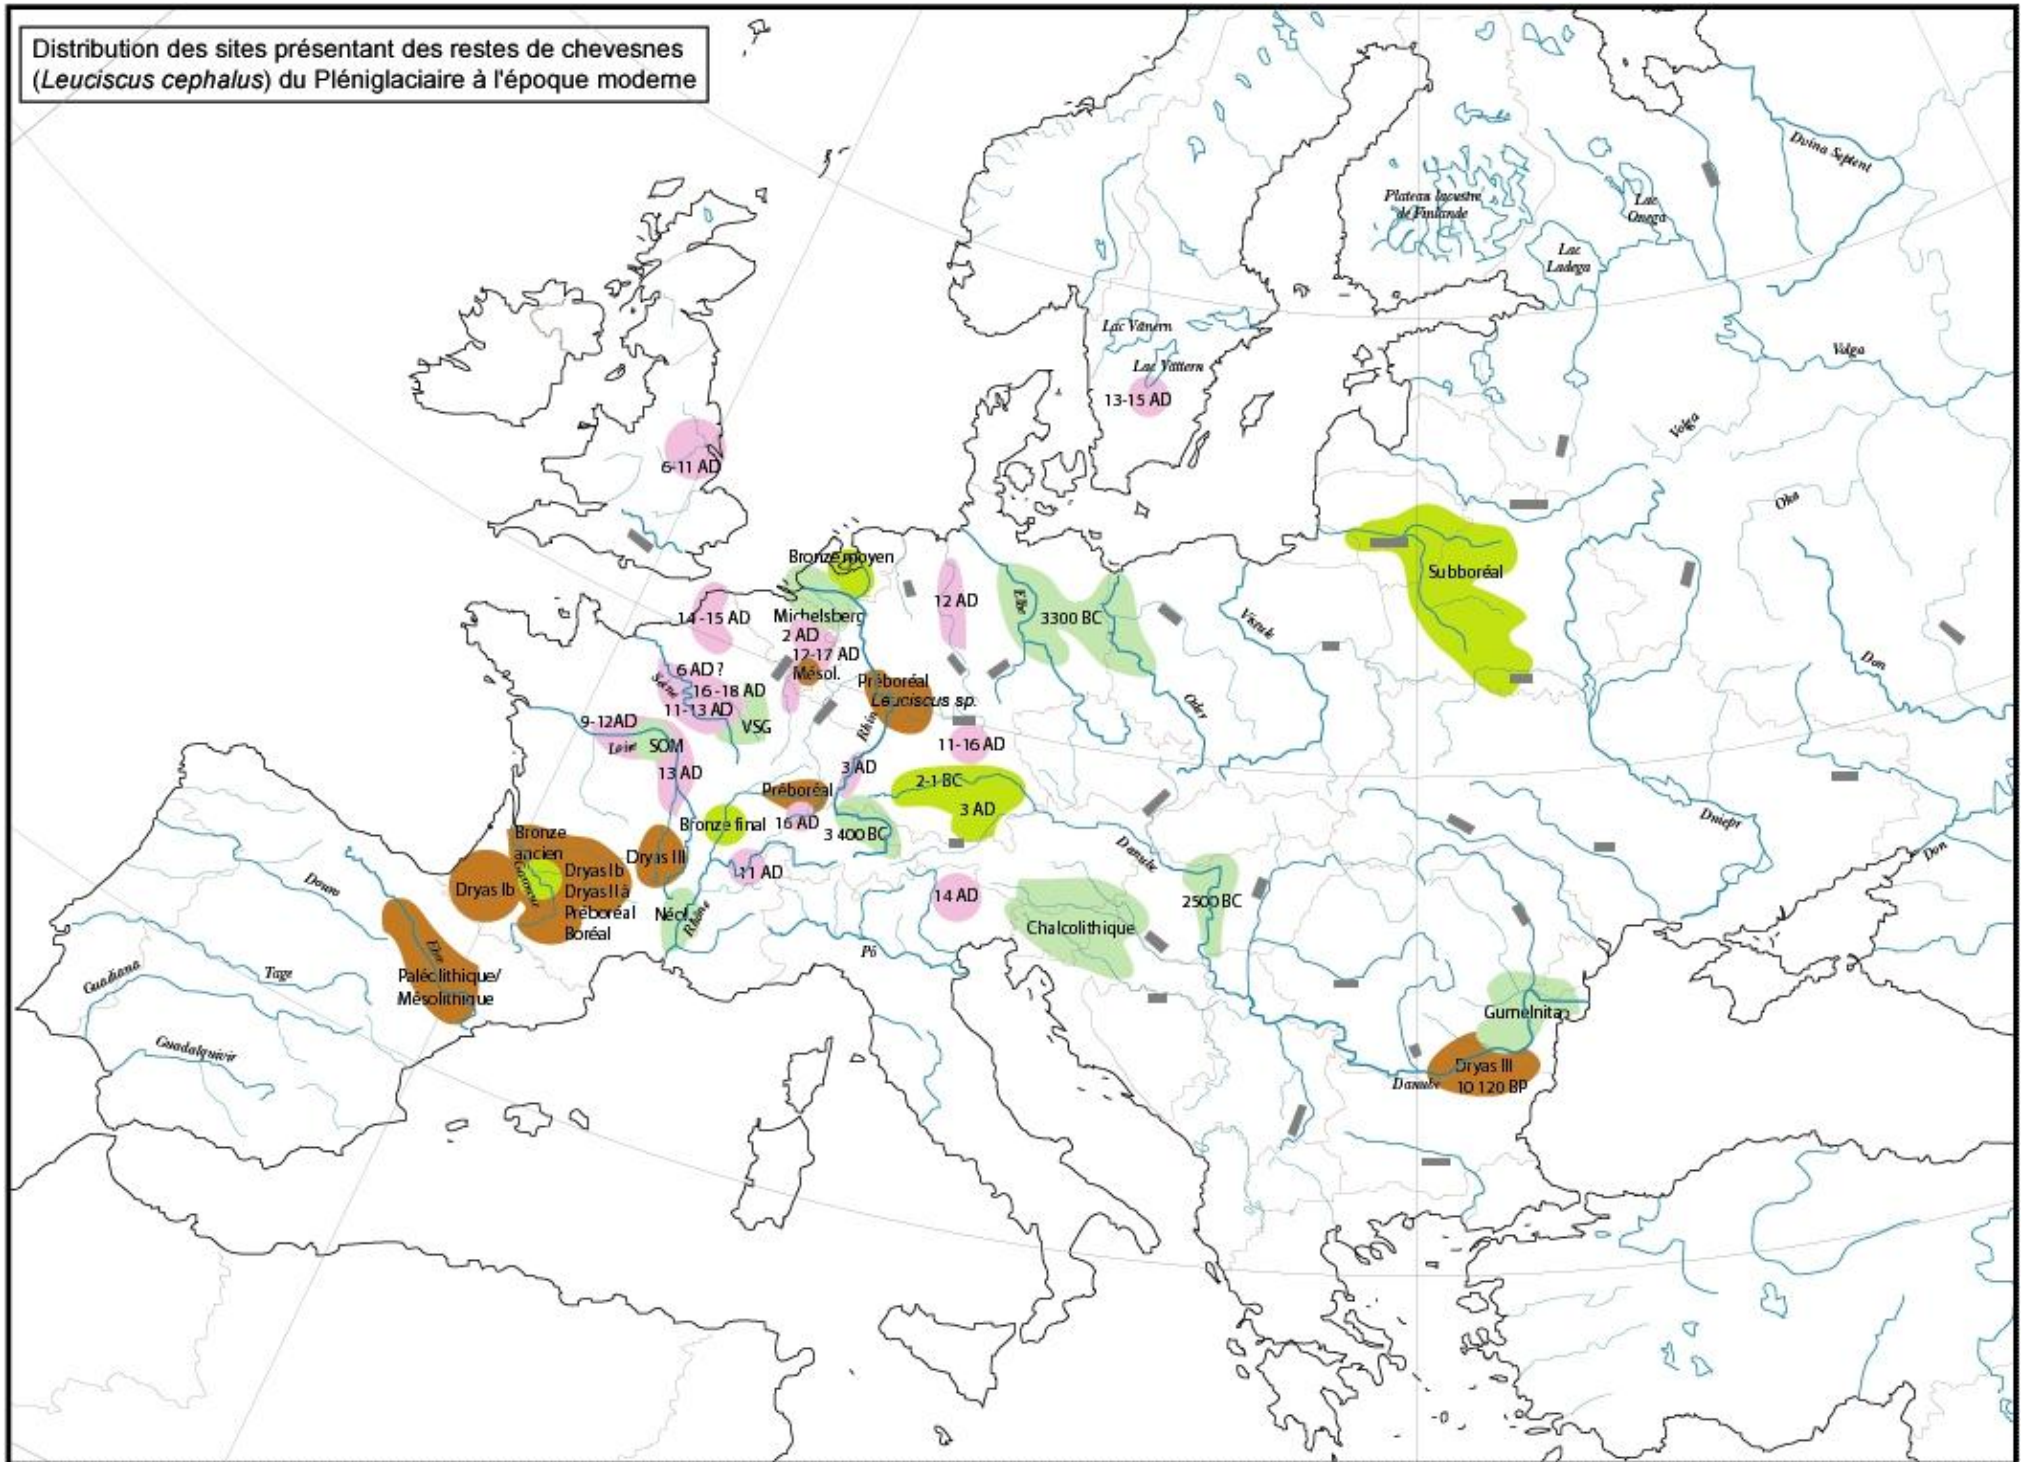 Distribution des sites présentant des restes de chevesnes
(Leuciscus cephalus) du Pléniglaciaire à l'époque moderne
Dvina Septent
Plateau lacustre
de Finlande
Lac
Onega
Lac
Ladega
Lac Vänern
Lac Vättern
Volga
13-15 AD
Volga
6-11 AD
Oka
Bronze moyen
Subboréal
12 AD
Elbe
3300 BC
14 -15 AD
Michelsberg
Vistule
2 AD
12-17 AD
Mésol.
6 AD ?
Seine
16 -18 AD
11-13 AD
Préboréal
Leuciscus sp.
Don
Oder
9-12AD
VSG
Rhin
Loire
SOM
11-16 AD
13 AD
3 AD
2-1 BC
Préboréal
3 AD
Dniepr
Bronze final
16 AD
3 400 BC
Bronze
ancien
Garonne
Dryas III
Danube
Don
Dryas Ib
Dryas Ib
Dryas II à
Préboréal
Boréal
11 AD
Douro
14 AD
2500 BC
Néol.
Rhône
Chalcolithique
Ebre
Pô
Guadiana
Tage
Paléolithique/
Mésolithique
Gumelnita
Guadalquivir
Dryas III
10 120 BP
Danube